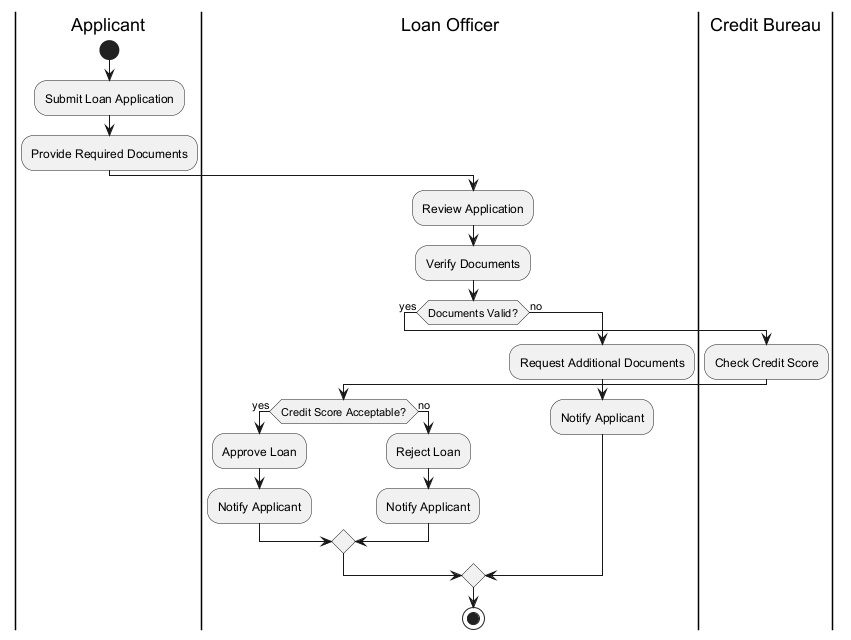 Applicant
Loan Officer
Credit Bureau
Submit Loan Application
Provide Required Documents
Review Application
Verify Documents
yes
Documents Valid?
no
Request Additional Documents
Check Credit Score
yes
Credit Score Acceptable?
no
Notify Applicant
Approve Loan
Reject Loan
Notify Applicant
Notify Applicant